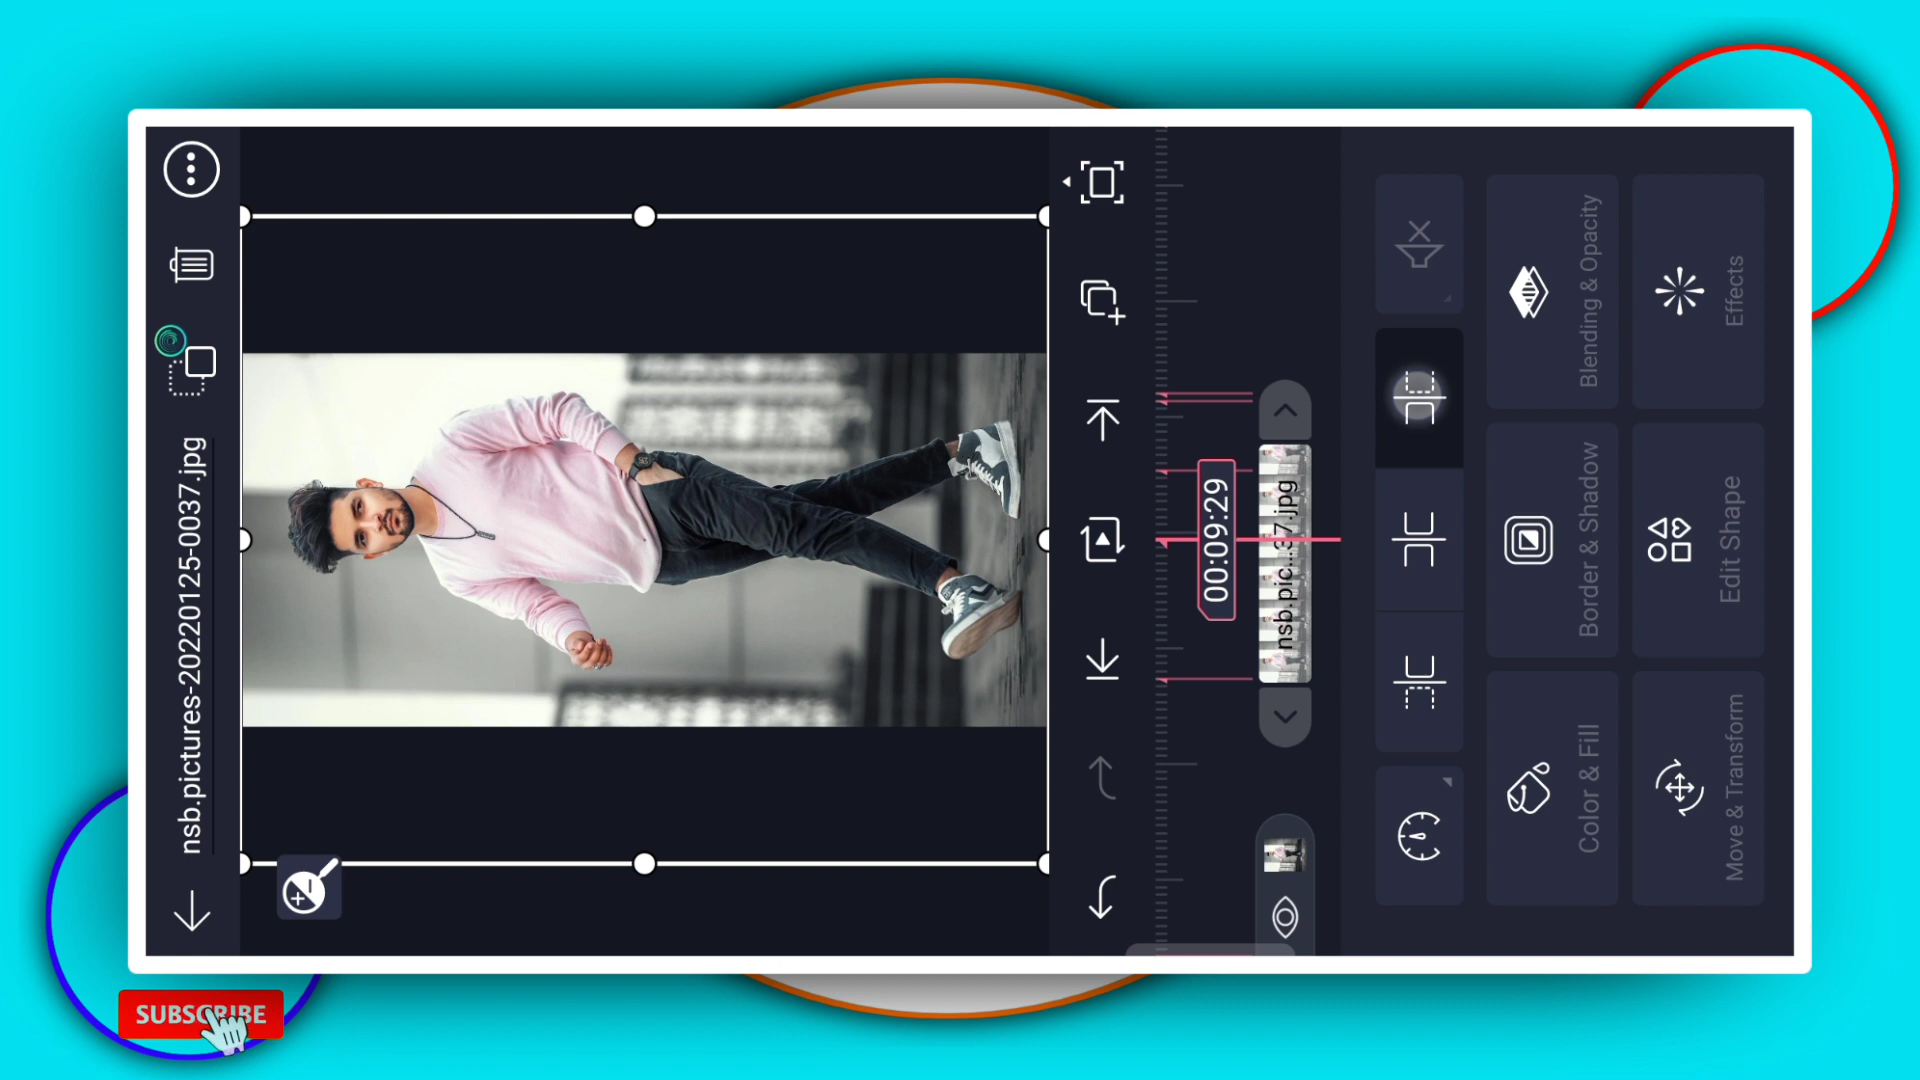 nsb.pictures-20220125-0037.jpg
00:09:29
nsb.pic...37.jpg
Blending & Opacity
Effects
Border & Shadow
Edit Shape
Color & Fill
Move & Transform
SUBSCRIBE